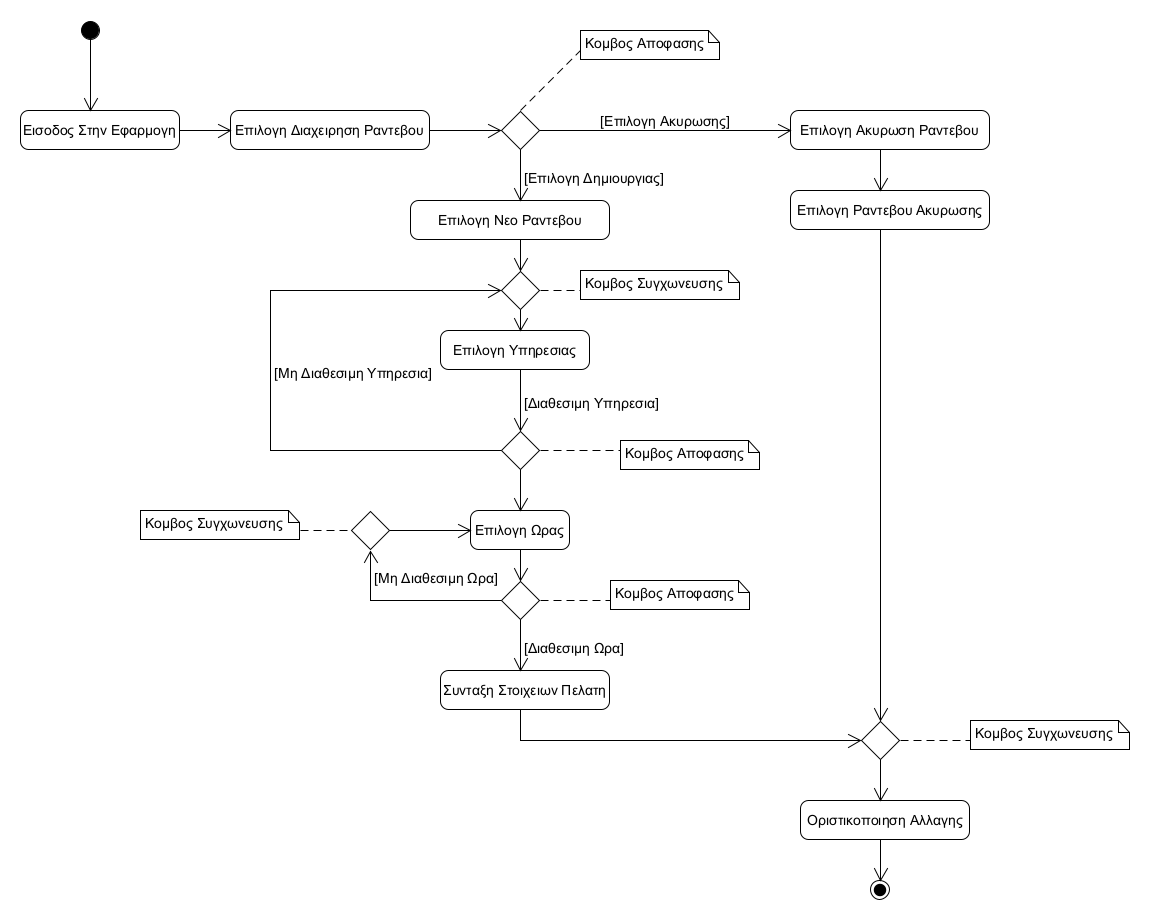 Κομβος Αποφασης
Εισοδος Στην Εφαρμογη
Επιλογη Διαχειρηση Ραντεβου
[Επιλογη Ακυρωσης]
Επιλογη Ακυρωση Ραντεβου
[Επιλογη Δημιουργιας]
Επιλογη Νεο Ραντεβου
Επιλογη Ραντεβου Ακυρωσης
Κομβος Συγχωνευσης
Επιλογη Υπηρεσιας
[Μη Διαθεσιμη Υπηρεσια]
[Διαθεσιμη Υπηρεσια]
Κομβος Αποφασης
Κομβος Συγχωνευσης
Επιλογη Ωρας
[Μη Διαθεσιμη Ωρα]
Κομβος Αποφασης
[Διαθεσιμη Ωρα]
Συνταξη Στοιχειων Πελατη
Κομβος Συγχωνευσης
Οριστικοποιηση Αλλαγης